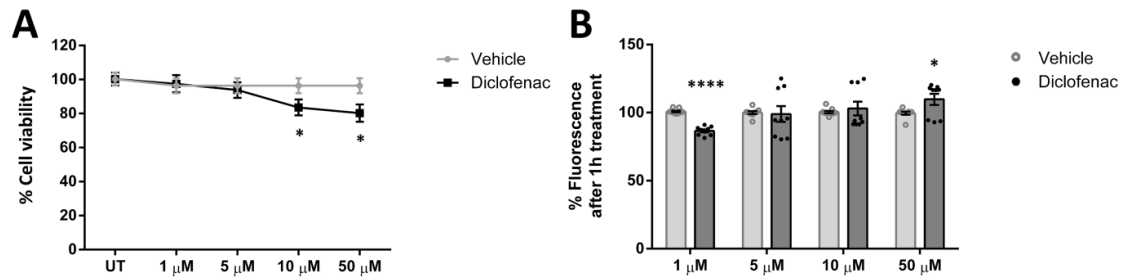 A
120
100
80
60
40
20
0
% Cell viability
UT 1 μM 5 μM 10 μM 50 μM
*
*
Vehicle
Diclofenac
B
150
100
50
0
% Fluorescence
after 1h treatment
1 μM 5 μM 10 μM 50 μM
****
*
Vehicle
Diclofenac